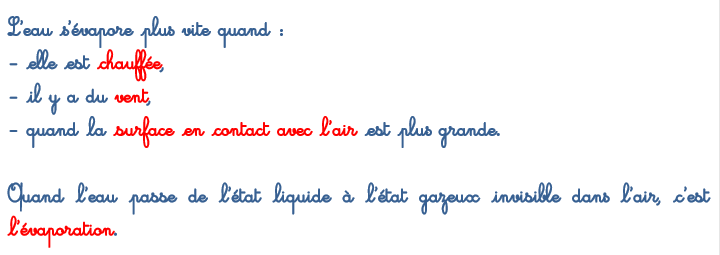 L'eau s'évapore plus vite quand :
- elle est chauffée,
- il y a du vent,
- quand la surface en contact avec l'air est plus grande.
Quand l'eau passe de l'état liquide à l'état gazeux invisible dans l'air, c'est
l'évaporation.